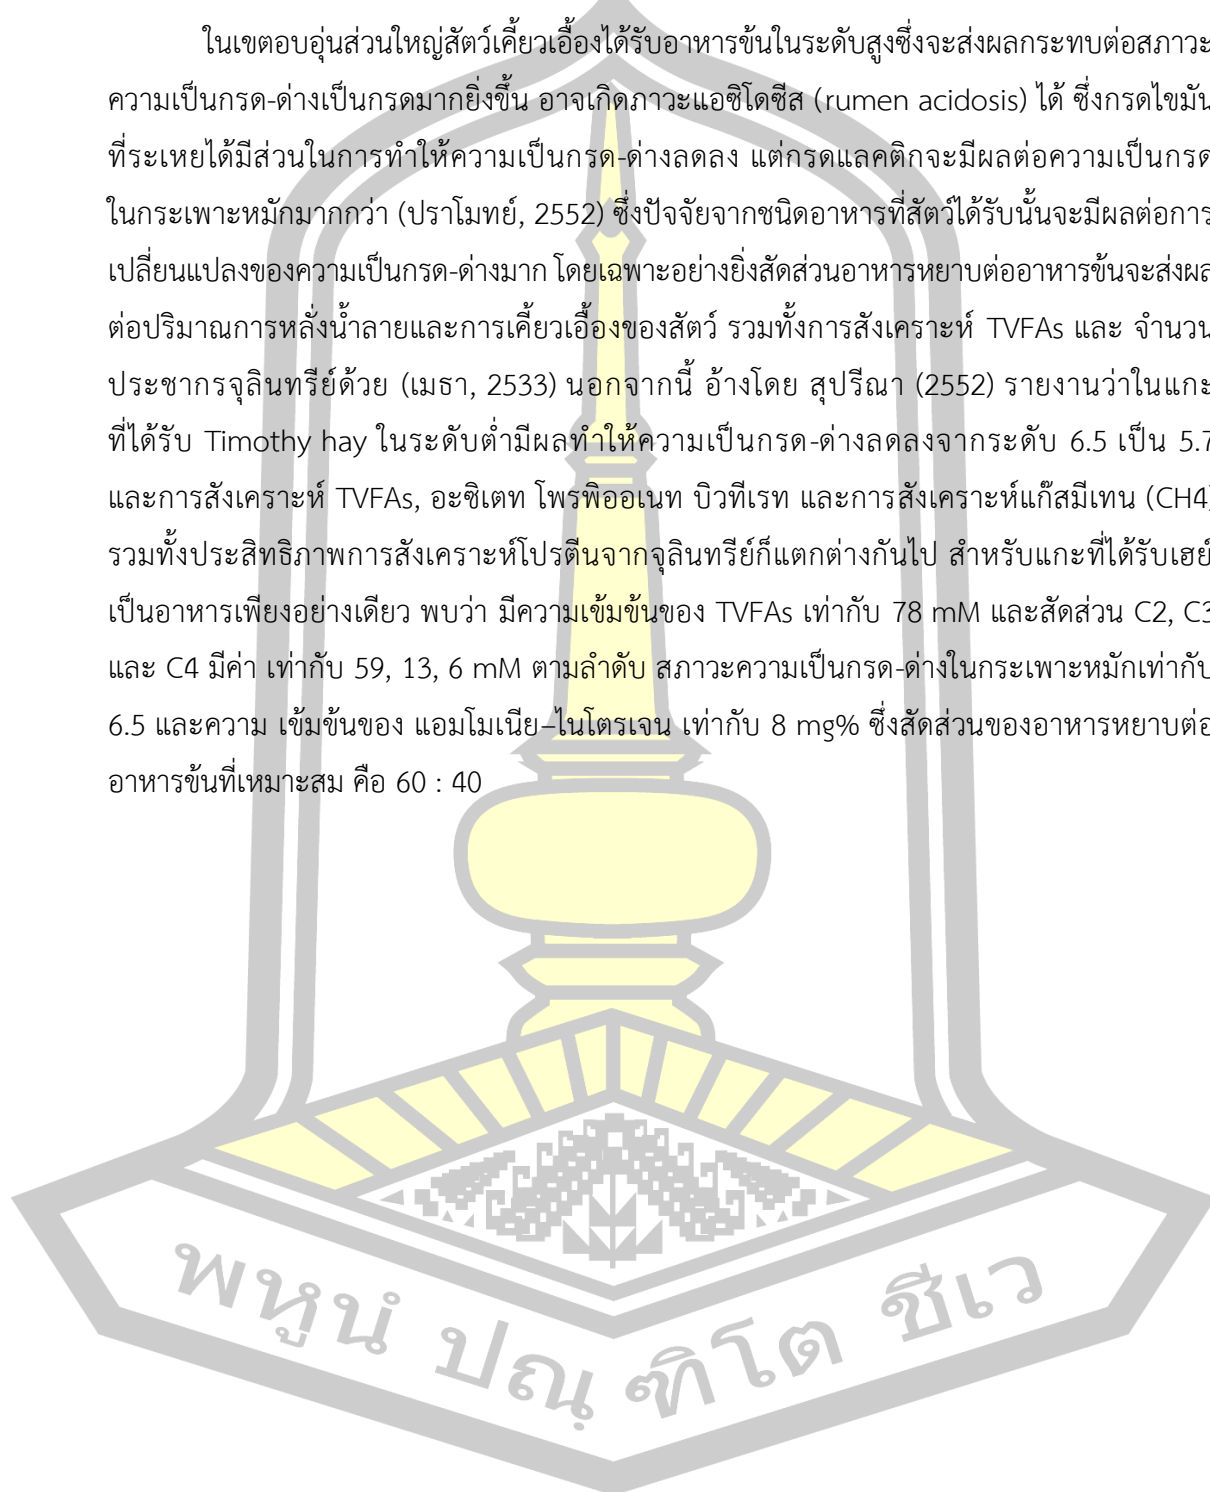 ในเขตอบอุ่นส่วนใหญ่สัตว์เคี้ยวเอื้องได้รับอาหารข้นในระดับสูงซึ่งจะส่งผลกระทบต่อสภาวะ
ความเป็นกรด-ด่างเป็นกรดมากยิ่งขึ้น อาจเกิดภาวะแอซิโดซีส (rumen acidosis) ได้ ซึ่งกรดไขมัน
ที่ระเหยได้มีส่วนในการทำให้ความเป็นกรด-ด่างลดลง แต่กรดแลคติกจะมีผลต่อความเป็นกรด
ในกระเพาะหมักมากกว่า (ปราโมทย์, 2552) ซึ่งปัจจัยจากชนิดอาหารที่สัตว์ได้รับนั้นจะมีผลต่อการ
เปลี่ยนแปลงของความเป็นกรด-ด่างมาก โดยเฉพาะอย่างยิ่งสัดส่วนอาหารหยาบต่ออาหารข้นจะส่งผล
ต่อปริมาณการหลั่งน้ำลายและการเคี้ยวเอื้องของสัตว์ รวมทั้งการสังเคราะห์ TVFAs และ จำนวน
ประชากรจุลินทรีย์ด้วย (เมธา, 2533) นอกจากนี้ อ้างโดย สุปรีณา (2552) รายงานว่าในแกะ
ที่ได้รับ Timothy hay ในระดับต่ำมีผลทำให้ความเป็นกรด-ด่างลดลงจากระดับ 6.5 เป็น 5.7
และการสังเคราะห์ TVFAs, อะซิเตท โพรพิออเนท บิวทีเรท และการสังเคราะห์แก๊สมีเทน (CH4)
รวมทั้งประสิทธิภาพการสังเคราะห์โปรตีนจากจุลินทรีย์ก็แตกต่างกันไป สำหรับแกะที่ได้รับเฮย์
เป็นอาหารเพียงอย่างเดียว พบว่า มีความเข้มข้นของ TVFAs เท่ากับ 78 mM และสัดส่วน C2, C3
และ C4 มีค่า เท่ากับ 59, 13, 6 mM ตามลำดับ สภาวะความเป็นกรด-ด่างในกระเพาะหมักเท่ากับ
6.5 และความ เข้มข้นของ แอมโมเนีย–ไนโตรเจน เท่ากับ 8 mg% ซึ่งสัดส่วนของอาหารหยาบต่อ
อาหารข้นที่เหมาะสม คือ 60 : 40
พหูนํ ปณฺฑิโต ชีเว